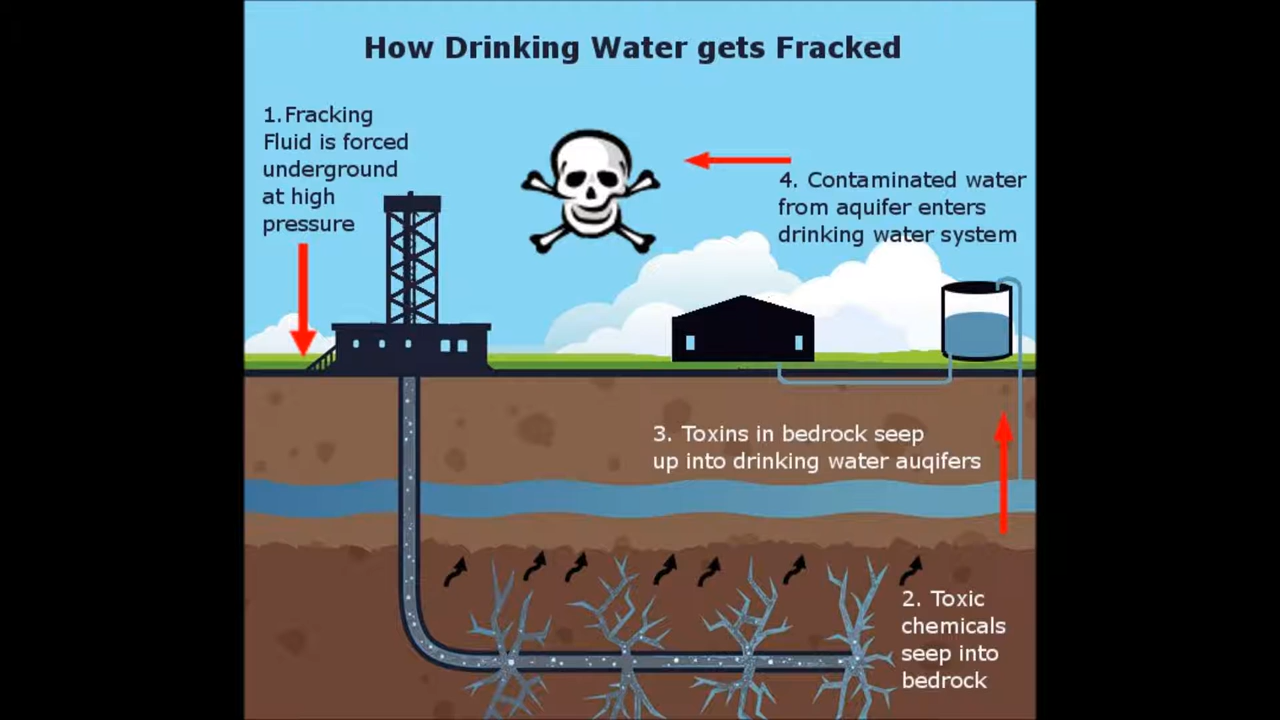 How Drinking Water gets Fracked
1.Fracking
Fluid is forced
underground
at high
pressure
4. Contaminated water
from aquifer enters
drinking water system
3. Toxins in bedrock seep
up into drinking water auqifers
2. Toxic
chemicals
seep into
bedrock